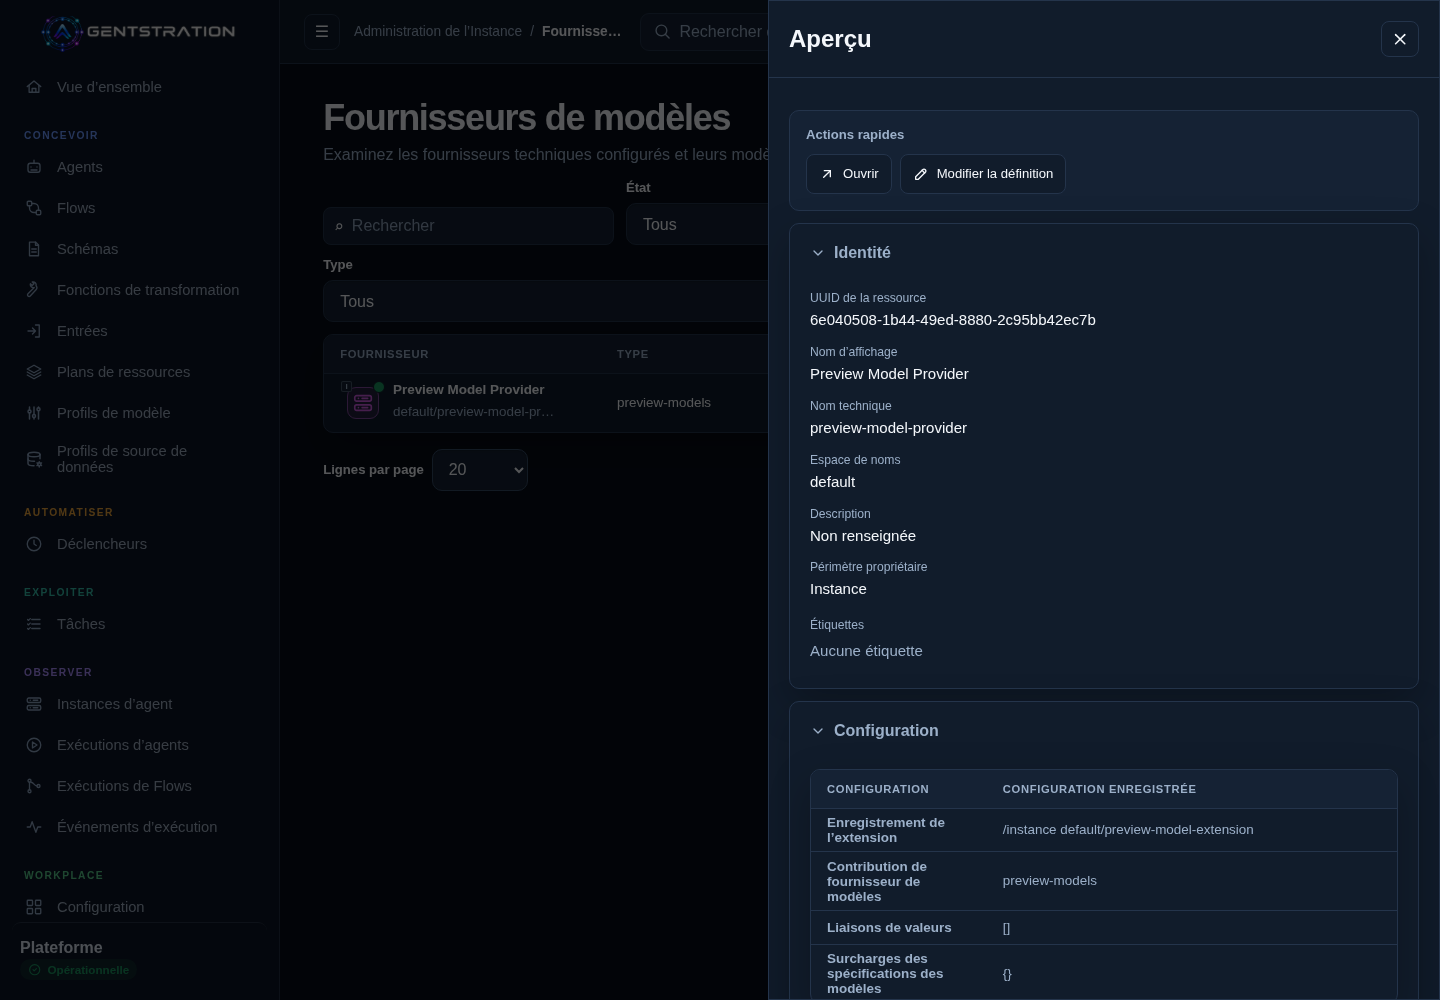 GENTSTRATION
Vue d’ensemble
CONCEVOIR
Agents
Flows
Schémas
Fonctions de transformation
Entrées
Plans de ressources
Profils de modèle
Profils de source de
données
AUTOMATISER
Déclencheurs
EXPLOITER
Tâches
OBSERVER
Instances d’agent
Exécutions d’agents
Exécutions de Flows
Événements d’exécution
WORKPLACE
Configuration
Plateforme
Opérationnelle
Administration de l’Instance / Fournisse…
Rechercher
Fournisseurs de modèles
Examinez les fournisseurs techniques configurés et leurs modè
État
Rechercher
Tous
Type
Tous
FOURNISSEUR TYPE
Preview Model Provider
default/preview-model-pr…
preview-models
Lignes par page 20
Aperçu
Actions rapides
Ouvrir
Modifier la définition
Identité
UUID de la ressource
6e040508-1b44-49ed-8880-2c95bb42ec7b
Nom d’affichage
Preview Model Provider
Nom technique
preview-model-provider
Espace de noms
default
Description
Non renseignée
Périmètre propriétaire
Instance
Étiquettes
Aucune étiquette
Configuration
CONFIGURATION CONFIGURATION ENREGISTRÉE
Enregistrement de
l’extension
/instance default/preview-model-extension
Contribution de
fournisseur de
modèles
preview-models
Liaisons de valeurs []
Surcharges des
spécifications des
modèles
{}